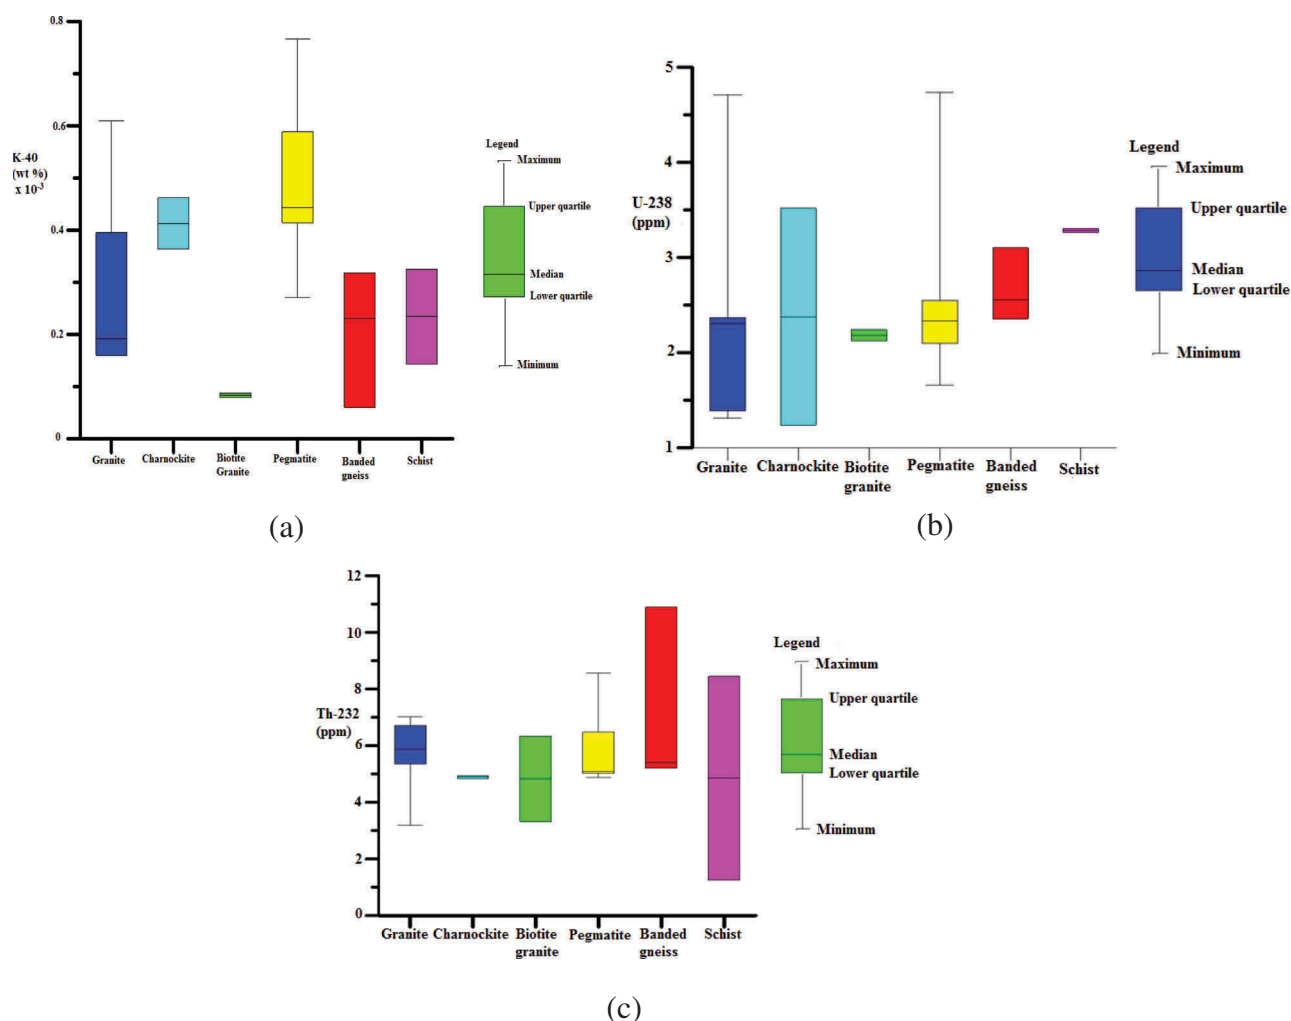 0.8
0.6
K-40
(wt %)
x 10-3
0.4
0.2
0
Granite
Charnockite
Biotite
Granite
Pegmatite
Banded
gneiss
Schist
Legend
Maximum
Upper quartile
Median
Lower quartile
Minimum
(a)
5
4
U-238
(ppm)
3
2
1
Granite
Charnockite
Biotite
granite
Pegmatite
Banded
gneiss
Schist
Legend
Maximum
Upper quartile
Median
Lower quartile
Minimum
(b)
12
10
8
Th-232
(ppm)
6
4
2
0
Granite
Charnockite
Biotite
granite
Pegmatite
Banded
gneiss
Schist
Legend
Maximum
Upper quartile
Median
Lower quartile
Minimum
(c)